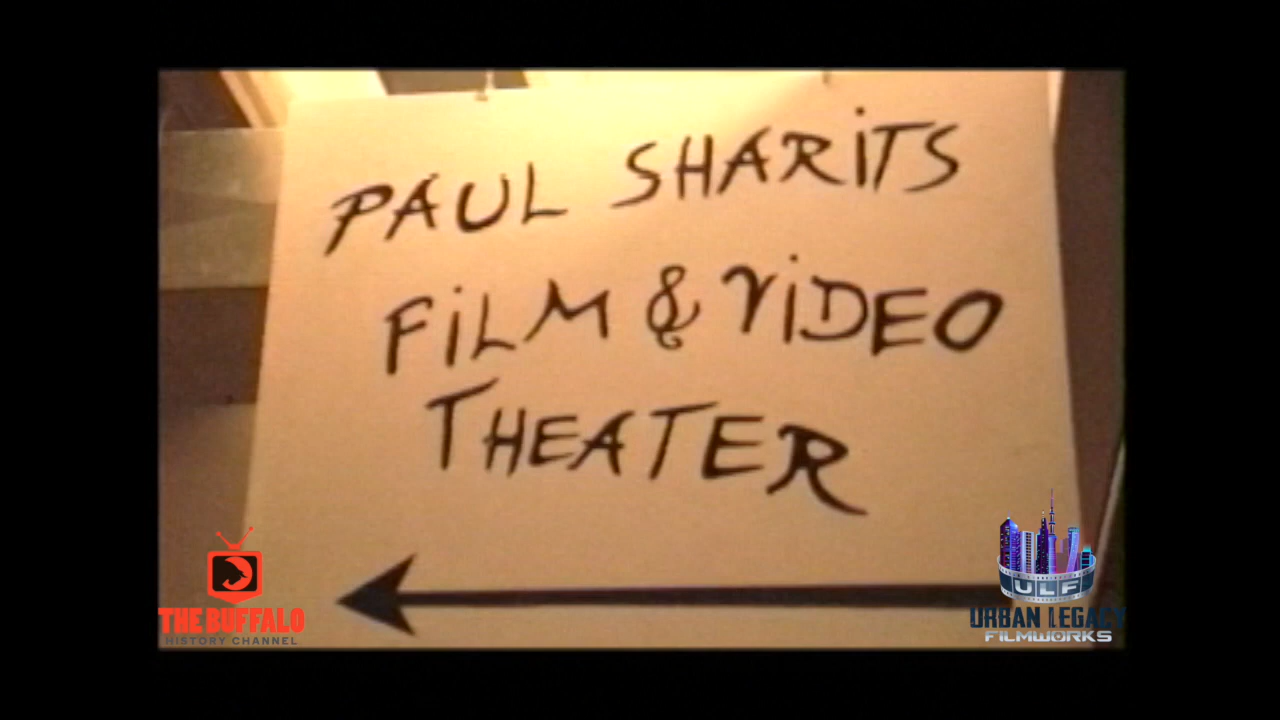 PAUL SHARiTS
FiLM & ViDEO
THEATER
THE BUFFALO
HISTORY CHANNEL
ULF
URBAN LEGACY
FILMWORKS